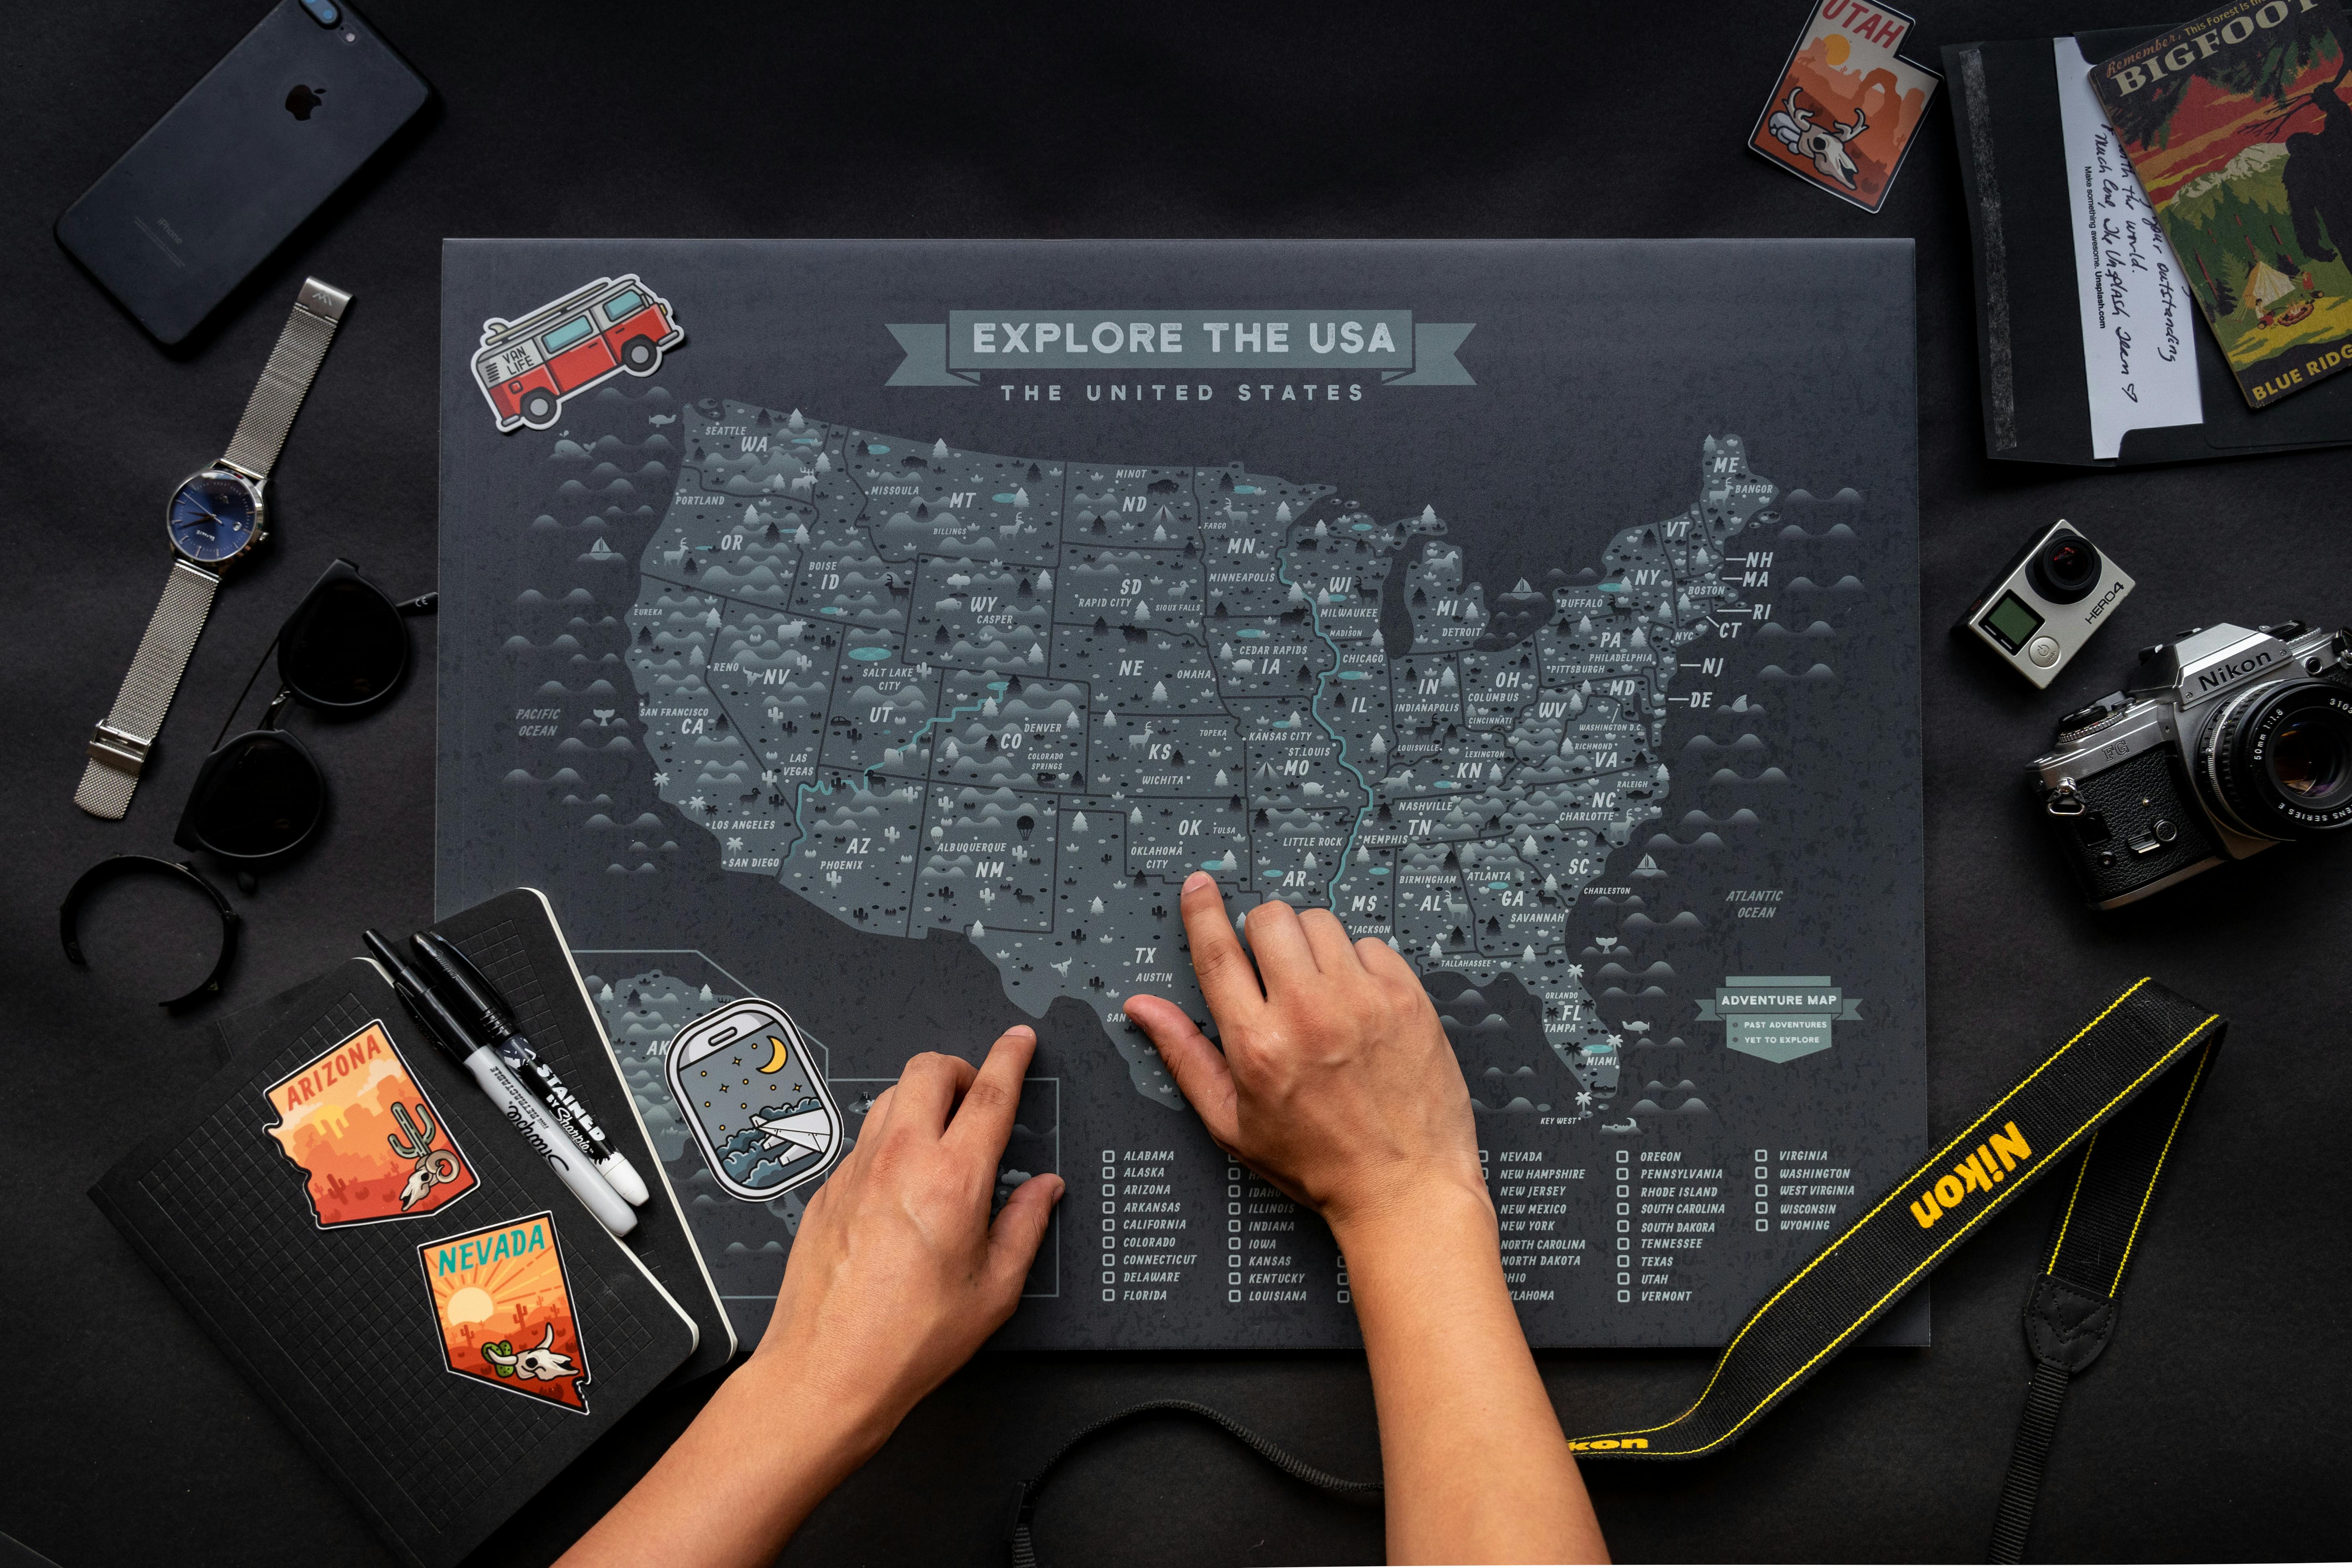 iPhone
VAN
LIFE
EXPLORE THE USA
THE UNITED STATES
UTAH
Remember, This Forest is the
BIGFOOT
BLUE RIDG
your outstanding
with the world.
Much love, The Unsplash Team ♡
Make something awesome. Unsplash.com
SEATTLE
WA
PORTLAND
OR
MISSOULA
MT
BILLINGS
BOISE
ID
MINOT
ND
FARGO
MN
MINNEAPOLIS
SD
RAPID CITY
SIOUX FALLS
WY
CASPER
EUREKA
RENO
NV
SALT LAKE
CITY
UT
SAN FRANCISCO
CA
LAS
VEGAS
LOS ANGELES
SAN DIEGO
PACIFIC
OCEAN
NE
OMAHA
CEDAR RAPIDS
IA
WI
MILWAUKEE
MADISON
CHICAGO
IL
MI
DETROIT
IN
INDIANAPOLIS
OH
COLUMBUS
CINCINNATI
DENVER
CO
COLORADO
SPRINGS
KS
TOPEKA
WICHITA
KANSAS CITY
ST.LOUIS
MO
LOUISVILLE
LEXINGTON
KN
NASHVILLE
TN
MEMPHIS
WV
VA
RICHMOND
WASHINGTON D.C.
MD
PA
PHILADELPHIA
PITTSBURGH
BUFFALO
NY
NYC
BOSTON
VT
ME
BANGOR
NH
MA
RI
CT
NJ
DE
RALEIGH
NC
CHARLOTTE
SC
CHARLESTON
ATLANTA
GA
SAVANNAH
BIRMINGHAM
AL
MS
JACKSON
TALLAHASSEE
ORLANDO
FL
TAMPA
MIAMI
KEY WEST
AZ
PHOENIX
ALBUQUERQUE
NM
OK
TULSA
OKLAHOMA
CITY
LITTLE ROCK
AR
TX
AUSTIN
SAN
AK
ATLANTIC
OCEAN
ADVENTURE MAP
PAST ADVENTURES
YET TO EXPLORE
ALABAMA
ALASKA
ARIZONA
ARKANSAS
CALIFORNIA
COLORADO
CONNECTICUT
DELAWARE
FLORIDA
IDAHO
ILLINOIS
INDIANA
IOWA
KANSAS
KENTUCKY
LOUISIANA
NEVADA
NEW HAMPSHIRE
NEW JERSEY
NEW MEXICO
NEW YORK
NORTH CAROLINA
NORTH DAKOTA
OHIO
OKLAHOMA
OREGON
PENNSYLVANIA
RHODE ISLAND
SOUTH CAROLINA
SOUTH DAKORA
TENNESSEE
TEXAS
UTAH
VERMONT
VIRGINIA
WASHINGTON
WEST VIRGINIA
WISCONSIN
WYOMING
HERO4
Nikon
FG
50mm 1:1.8
ENS SERIES
Nikon
kon
ARIZONA
NEVADA
STAINED
BY Sharpie
Sharpie
RETRACTABLE